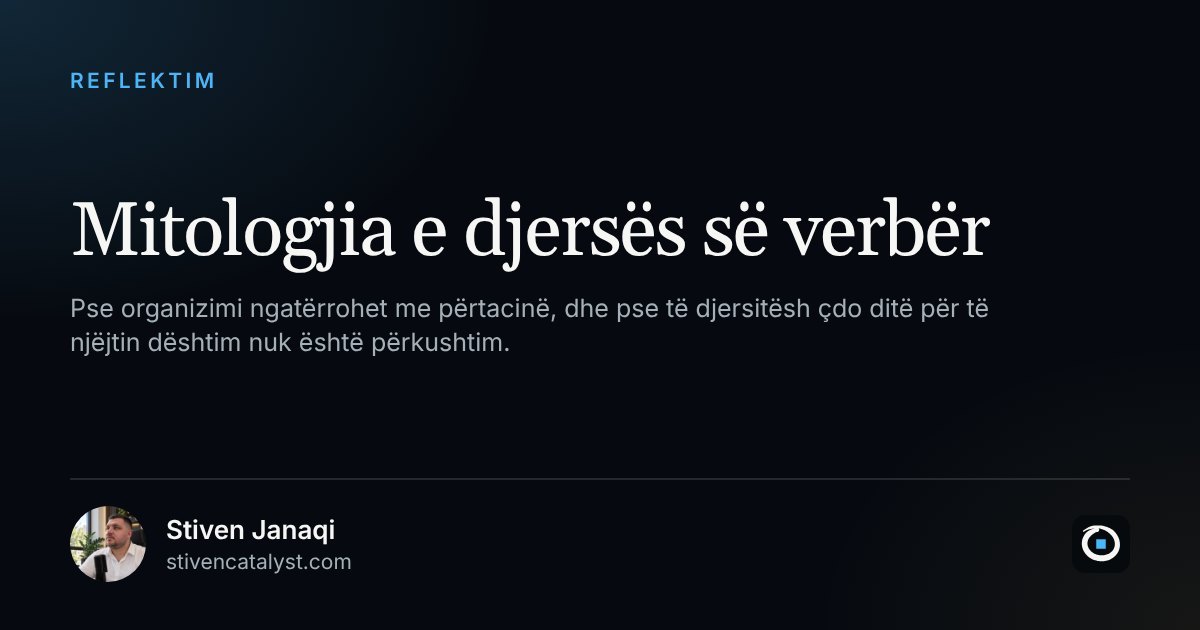 REFLEKTIM
Mitologjia e djersës së verbër
Pse organizimi ngatërrohet me përtacinë, dhe pse të djersitësh çdo ditë për të
njëjtin dështim nuk është përkushtim.
Stiven Janaqi
stivencatalyst.com